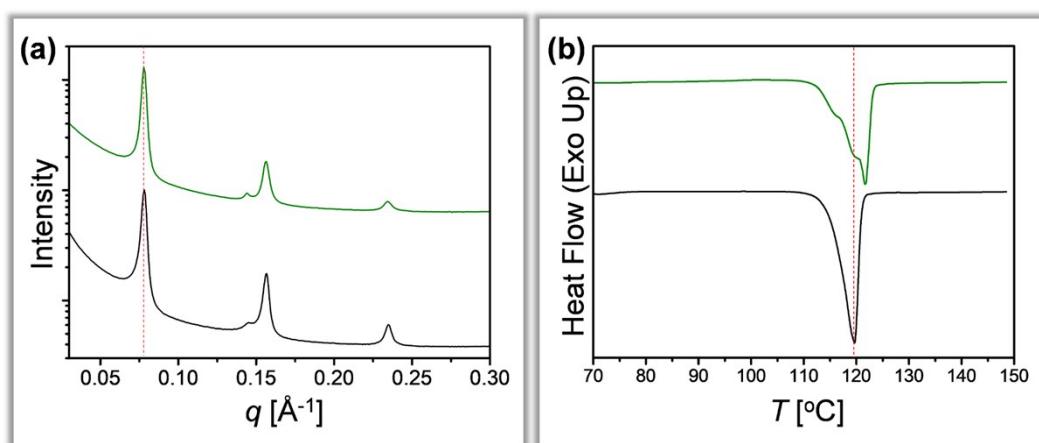 (a)
Intensity
0.05 0.10 0.15 0.20 0.25 0.30
q [Å-1]
(b)
Heat Flow (Exo Up)
70 80 90 100 110 120 130 140 150
T [oC]